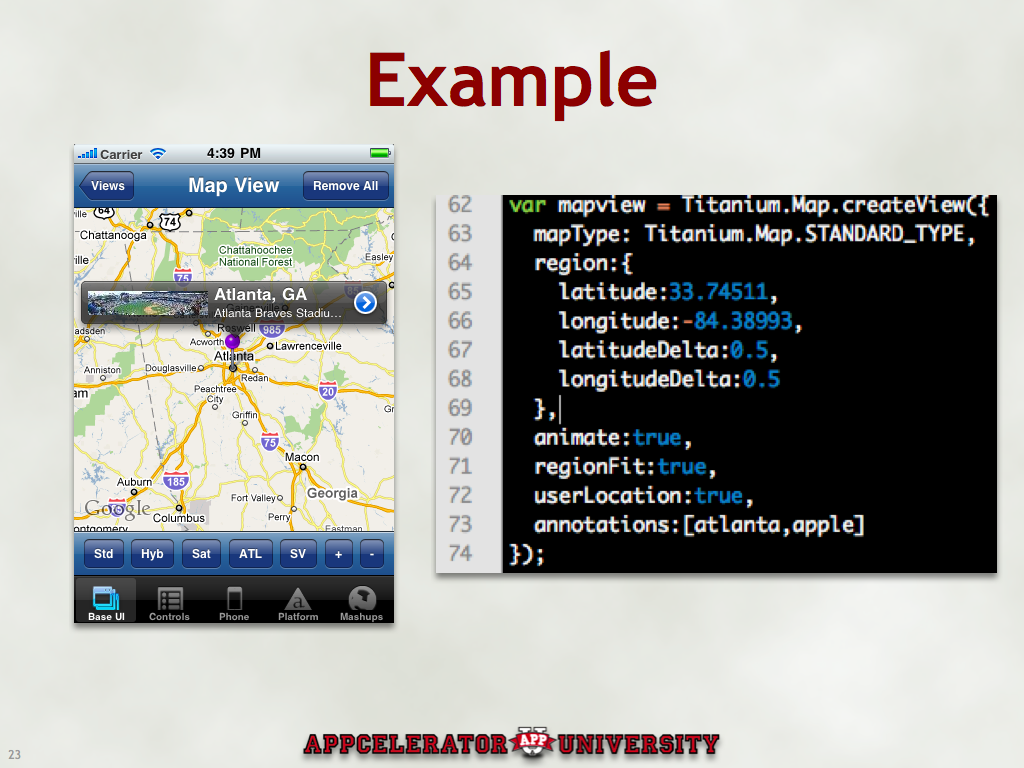 Example
Carrier 4:39 PM
Views Map View Remove All
64
74
Chattanooga
ville
Chattahoochee
National Forest
Easley
75
Atlanta, GA
Atlanta Braves Stadiu...
Gainesville
Roswell
985
Acworth
Lawrenceville
adsden
Atlanta
Anniston
Douglasville
Redan
am
Peachtree
City
20
Griffin
Gr
75
Macon
Auburn
185
Fort Valley
Georgia
Google
Columbus
Perry
ontgomery
Eastman
Std Hyb Sat ATL SV + -
Base UI Controls Phone Platform Mashups
62 var mapview = Titanium.Map.createView({
63 mapType: Titanium.Map.STANDARD_TYPE,
64 region:{
65 latitude:33.74511,
66 longitude:-84.38993,
67 latitudeDelta:0.5,
68 longitudeDelta:0.5
69 },
70 animate:true,
71 regionFit:true,
72 userLocation:true,
73 annotations:[atlanta,apple]
74 });
23
APPCELERATOR U APP UNIVERSITY